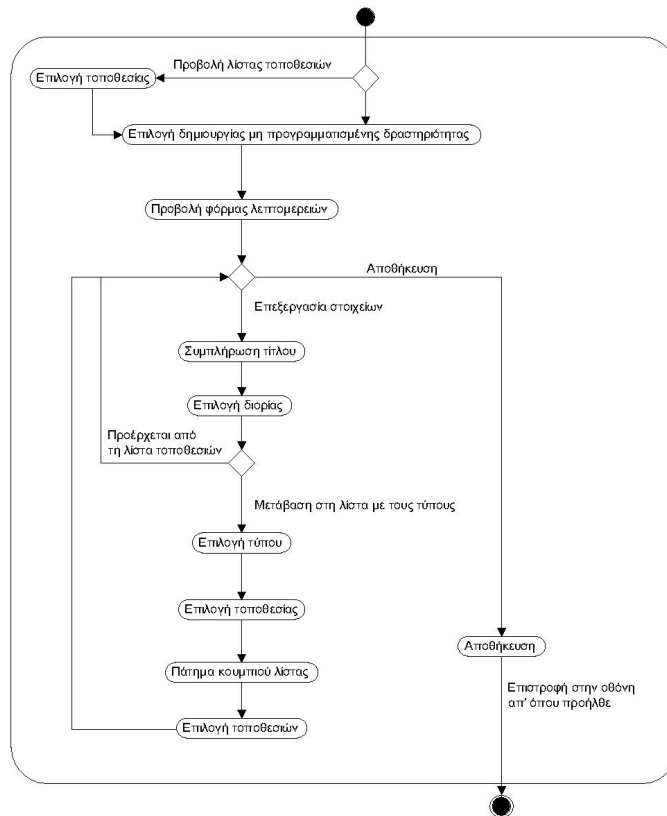 Προβολή λίστας τοποθεσιών
Επιλογή τοποθεσίας
Επιλογή δημιουργίας μη προγραμματισμένης δραστηριότητας
Προβολή φόρμας λεπτομερειών
Αποθήκευση
Επεξεργασία στοιχείων
Συμπλήρωση τίτλου
Επιλογή διορίας
Προέρχεται από
τη λίστα τοποθεσιών
Μετάβαση στη λίστα με τους τύπους
Επιλογή τύπου
Επιλογή τοποθεσίας
Αποθήκευση
Πάτημα κουμπιού λίστας
Επιστροφή στην οθόνη
απ' όπου προήλθε
Επιλογή τοποθεσιών